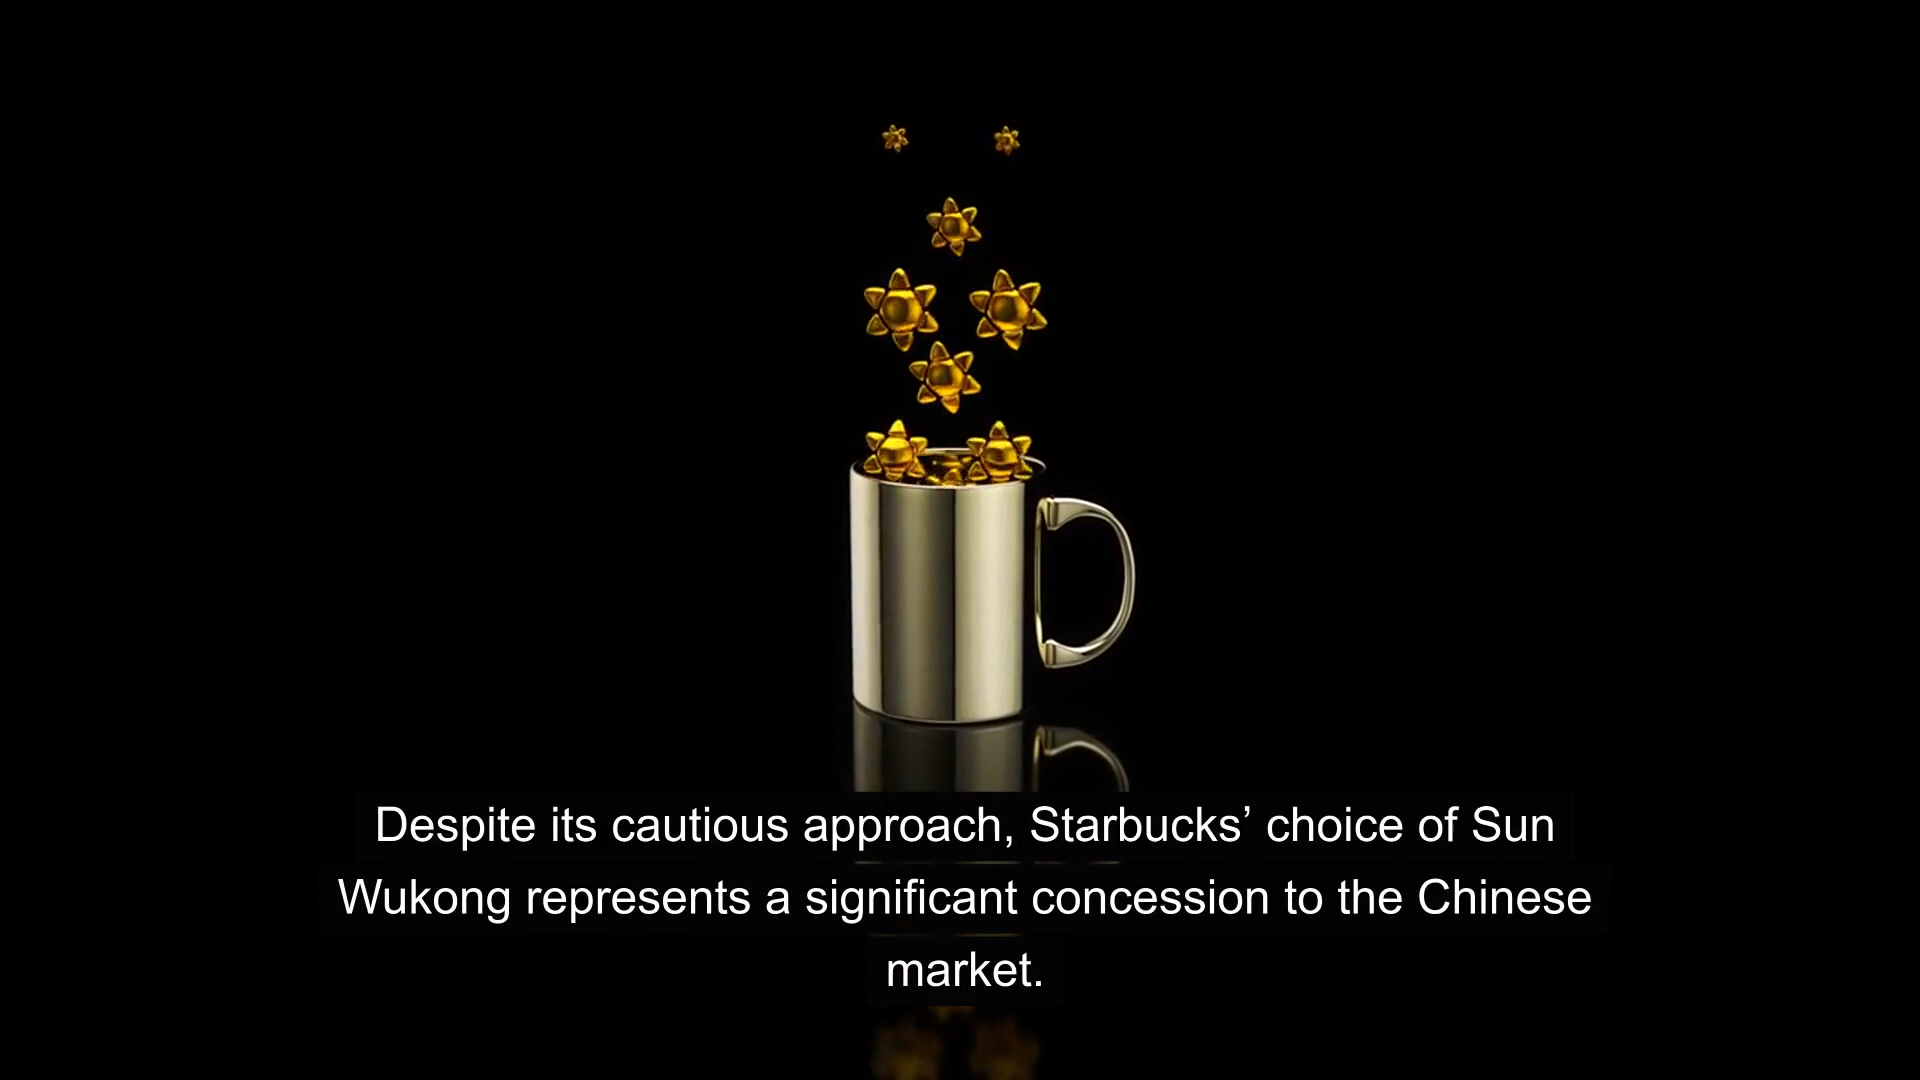 Despite its cautious approach, Starbucks’ choice of Sun
Wukong represents a significant concession to the Chinese
market.